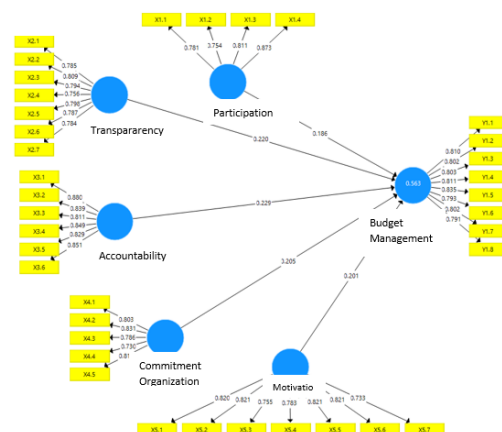 X1.1 X1.2 X1.3 X1.4
0.781 0.754 0.811 0.873
Participation
X2.1
X2.2
X2.3
X2.4
X2.5
X2.6
X2.7
0.785
0.809
0.794
0.756
0.796
0.787
0.784
Transpararency
0.220
0.186
X3.1
X3.2
X3.3
X3.4
X3.5
X3.6
0.880
0.839
0.811
0.849
0.829
0.851
Accountability
0.229
0.563
Budget
Management
Y1.1
Y1.2
Y1.3
Y1.4
Y1.5
Y1.6
Y1.7
Y1.8
0.810
0.802
0.803
0.811
0.835
0.793
0.802
0.791
X4.1
X4.2
X4.3
X4.4
X4.5
0.803
0.831
0.786
0.730
0.81
Commitment
Organization
0.205
0.201
Motivatio
0.820 0.821 0.755 0.783 0.821 0.821 0.733
X5.1 X5.2 X5.3 X5.4 X5.5 X5.6 X5.7